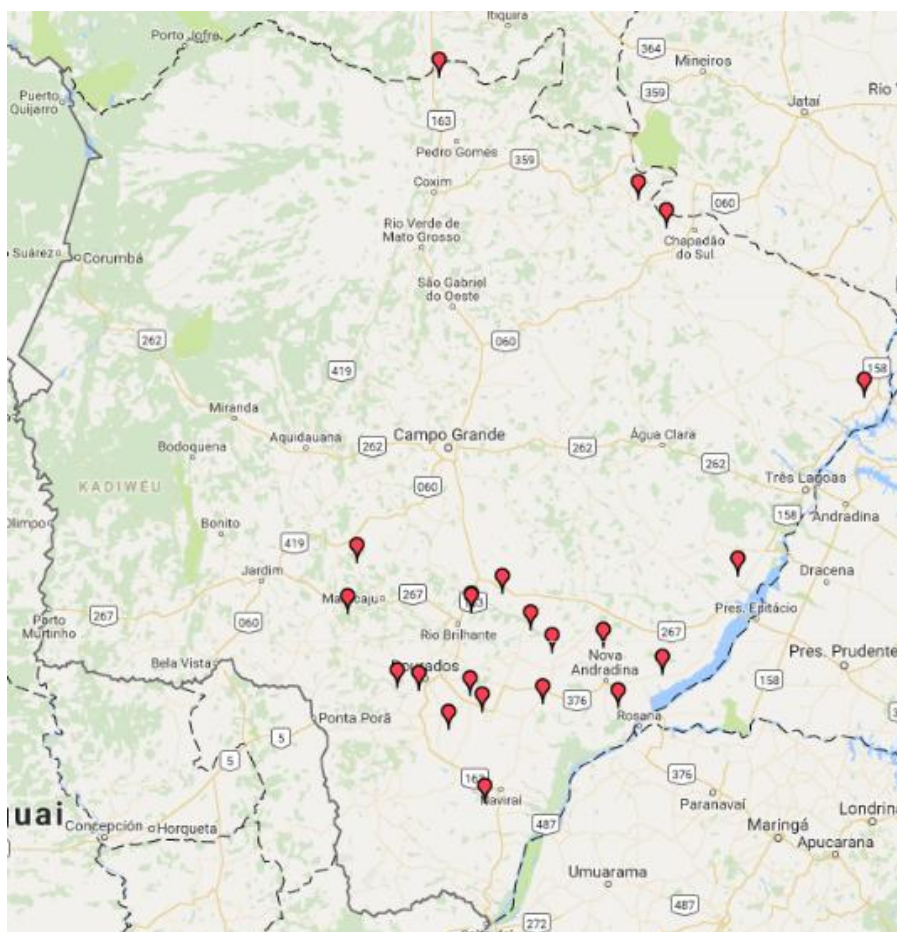 Itiquira
Porto Jofre
364
Mineiros
359
Puerto
Quijarro
Jataí
Rio
163
Pedro Gomes
359
Coxim
060
Rio Verde de
Mato Grosso
Chapadão
do Sul
Suárez
Corumbá
São Gabriel
do Oeste
262
060
419
158
Miranda
Aquidauana
262
Campo Grande
262
Água Clara
Bodoquena
262
KADIWÉU
060
Três Lagoas
Andradina
158
Bonito
419
Jardim
Dracena
267
267
Pres. Epitácio
Porto
Murtinho
060
Rio Brilhante
267
Bela Vista
Nova
Andradina
Pres. Prudente
Dourados
376
158
Ponta Porã
Rosana
5
5
376
Naviraí
Paranavaí
Londrina
uai
Concepción
Horqueta
487
Maringá
Apucarana
Umuarama
487
272